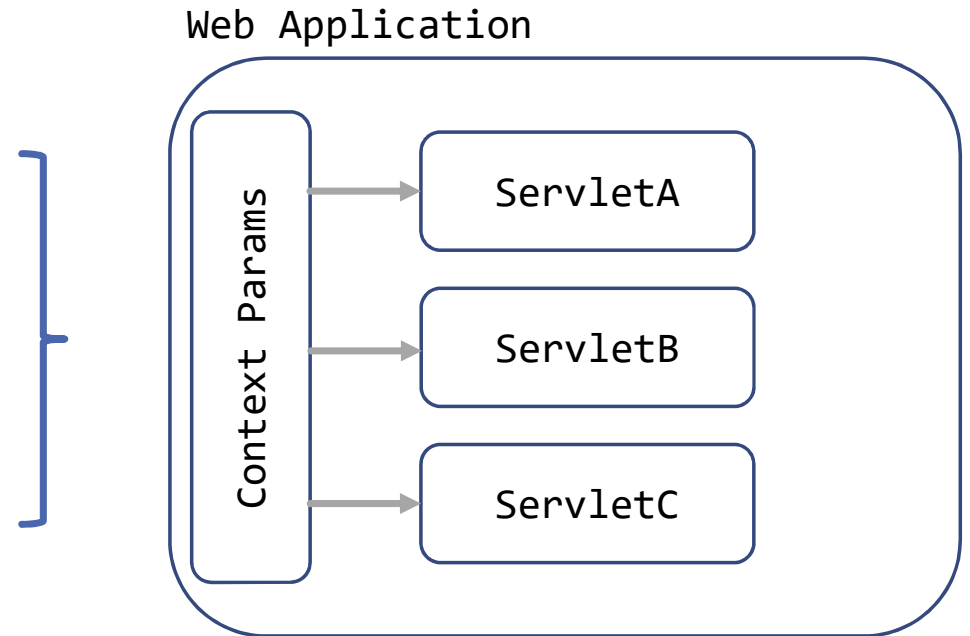 Web Application
Context Params
ServletA
ServletB
ServletC